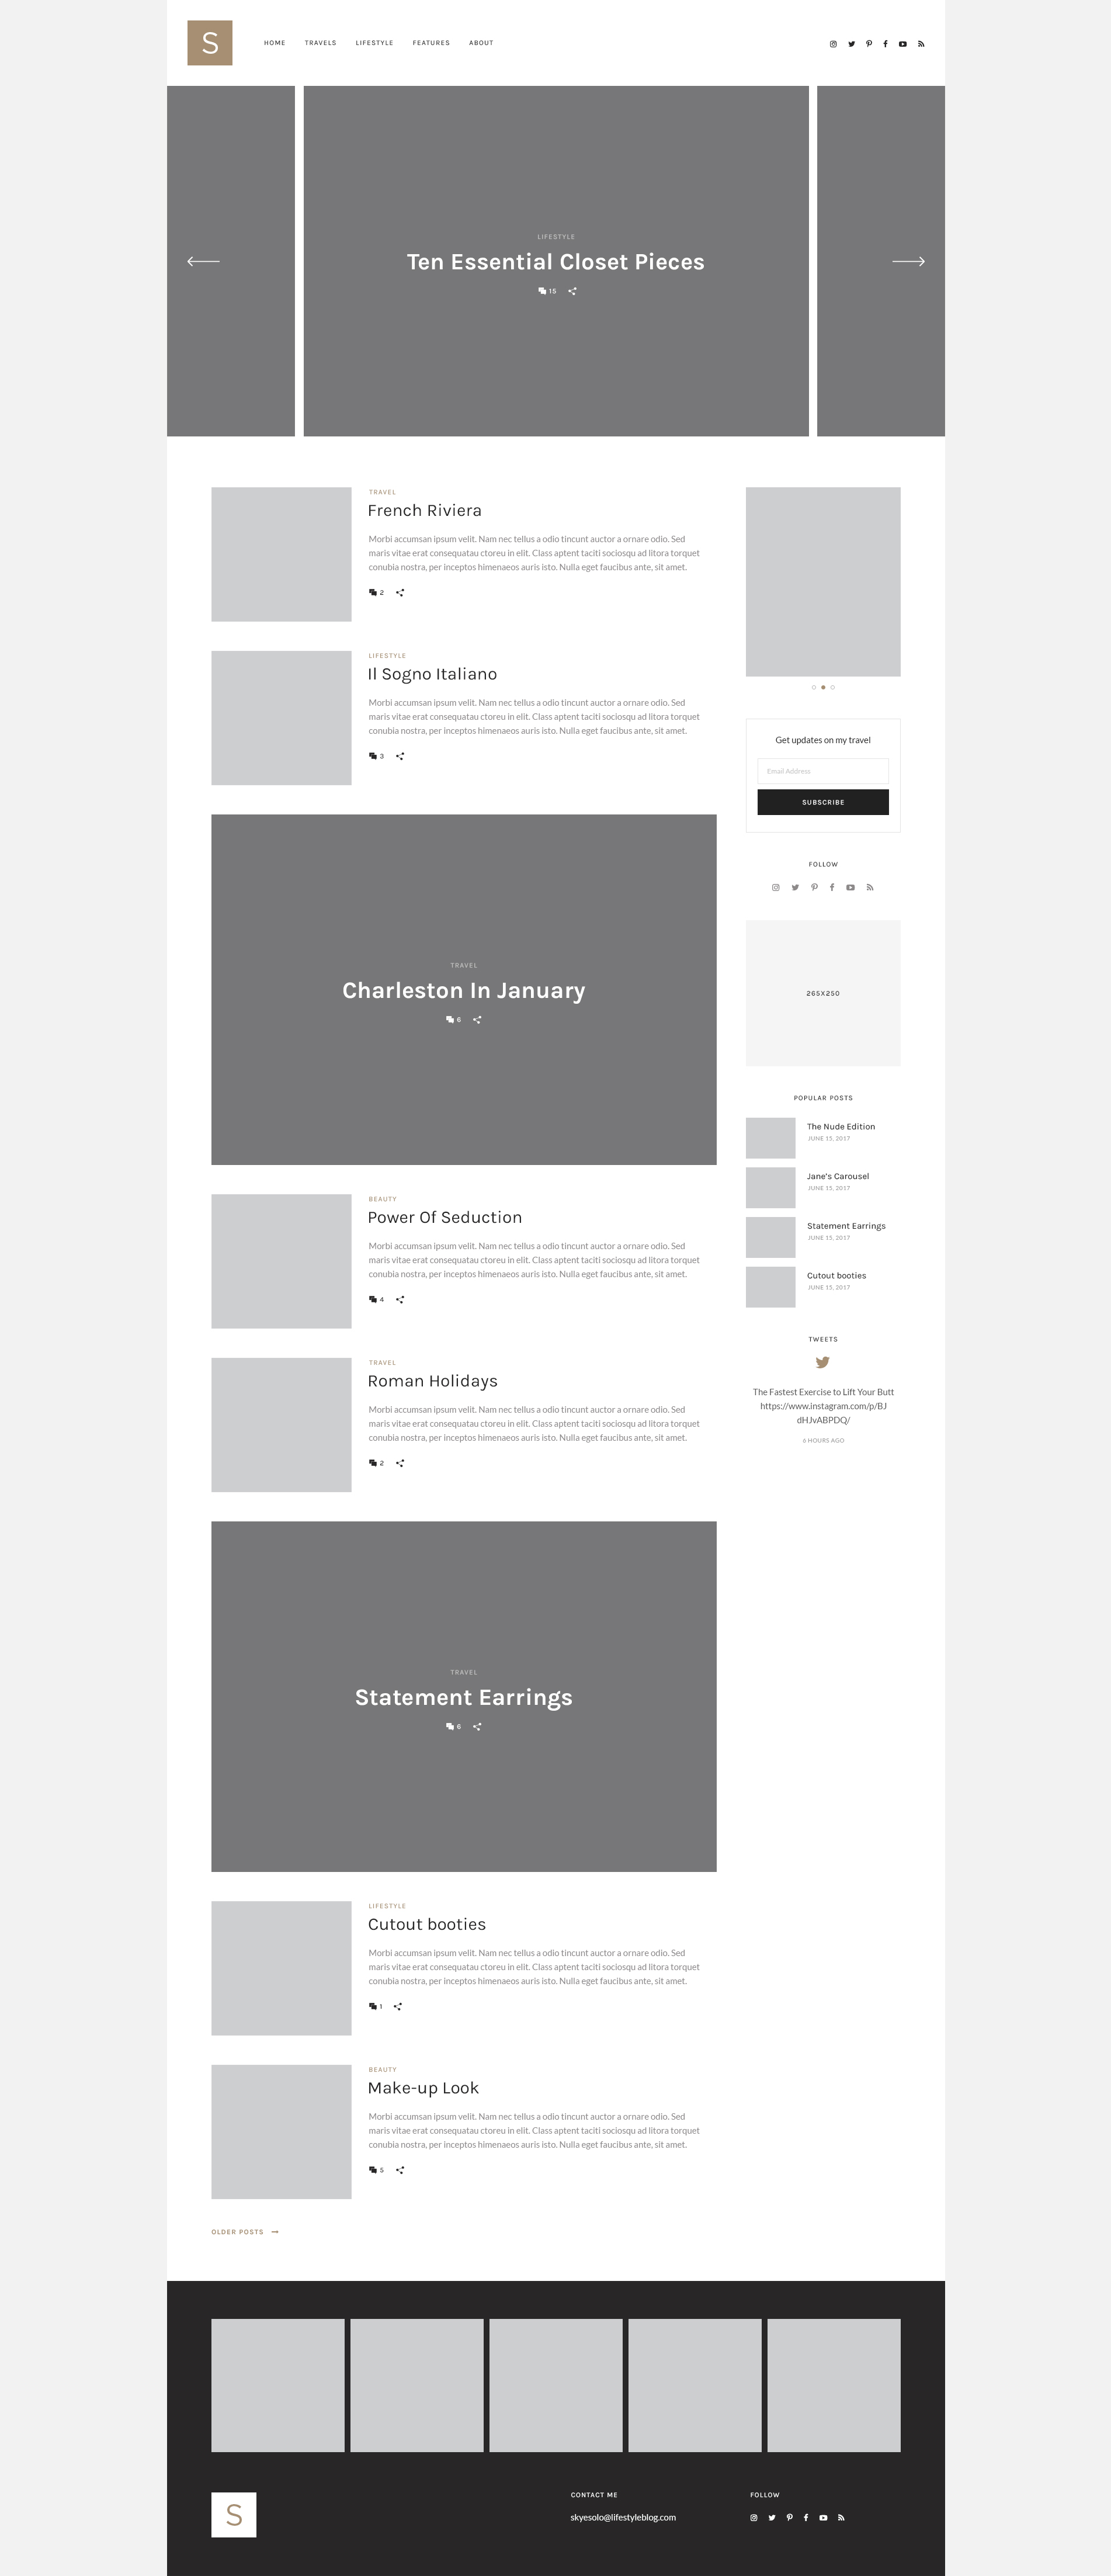 S
HOME TRAVELS LIFESTYLE FEATURES ABOUT
LIFESTYLE
Ten Essential Closet Pieces
15
TRAVEL
French Riviera
Morbi accumsan ipsum velit. Nam nec tellus a odio tincunt auctor a ornare odio. Sed
maris vitae erat consequatau ctoreu in elit. Class aptent taciti sociosqu ad litora torquet
conubia nostra, per inceptos himenaeos auris isto. Nulla eget faucibus ante, sit amet.
2
LIFESTYLE
Il Sogno Italiano
Morbi accumsan ipsum velit. Nam nec tellus a odio tincunt auctor a ornare odio. Sed
maris vitae erat consequatau ctoreu in elit. Class aptent taciti sociosqu ad litora torquet
conubia nostra, per inceptos himenaeos auris isto. Nulla eget faucibus ante, sit amet.
3
TRAVEL
Charleston In January
6
BEAUTY
Power Of Seduction
Morbi accumsan ipsum velit. Nam nec tellus a odio tincunt auctor a ornare odio. Sed
maris vitae erat consequatau ctoreu in elit. Class aptent taciti sociosqu ad litora torquet
conubia nostra, per inceptos himenaeos auris isto. Nulla eget faucibus ante, sit amet.
4
TRAVEL
Roman Holidays
Morbi accumsan ipsum velit. Nam nec tellus a odio tincunt auctor a ornare odio. Sed
maris vitae erat consequatau ctoreu in elit. Class aptent taciti sociosqu ad litora torquet
conubia nostra, per inceptos himenaeos auris isto. Nulla eget faucibus ante, sit amet.
2
TRAVEL
Statement Earrings
6
LIFESTYLE
Cutout booties
Morbi accumsan ipsum velit. Nam nec tellus a odio tincunt auctor a ornare odio. Sed
maris vitae erat consequatau ctoreu in elit. Class aptent taciti sociosqu ad litora torquet
conubia nostra, per inceptos himenaeos auris isto. Nulla eget faucibus ante, sit amet.
1
BEAUTY
Make-up Look
Morbi accumsan ipsum velit. Nam nec tellus a odio tincunt auctor a ornare odio. Sed
maris vitae erat consequatau ctoreu in elit. Class aptent taciti sociosqu ad litora torquet
conubia nostra, per inceptos himenaeos auris isto. Nulla eget faucibus ante, sit amet.
5
OLDER POSTS
Get updates on my travel
Email Address
SUBSCRIBE
FOLLOW
265X250
POPULAR POSTS
The Nude Edition
JUNE 15, 2017
Jane's Carousel
JUNE 15, 2017
Statement Earrings
JUNE 15, 2017
Cutout booties
JUNE 15, 2017
TWEETS
The Fastest Exercise to Lift Your Butt
https://www.instagram.com/p/BJ
dHJvABPDQ/
6 HOURS AGO
S
CONTACT ME
skyesolo@lifestyleblog.com
FOLLOW